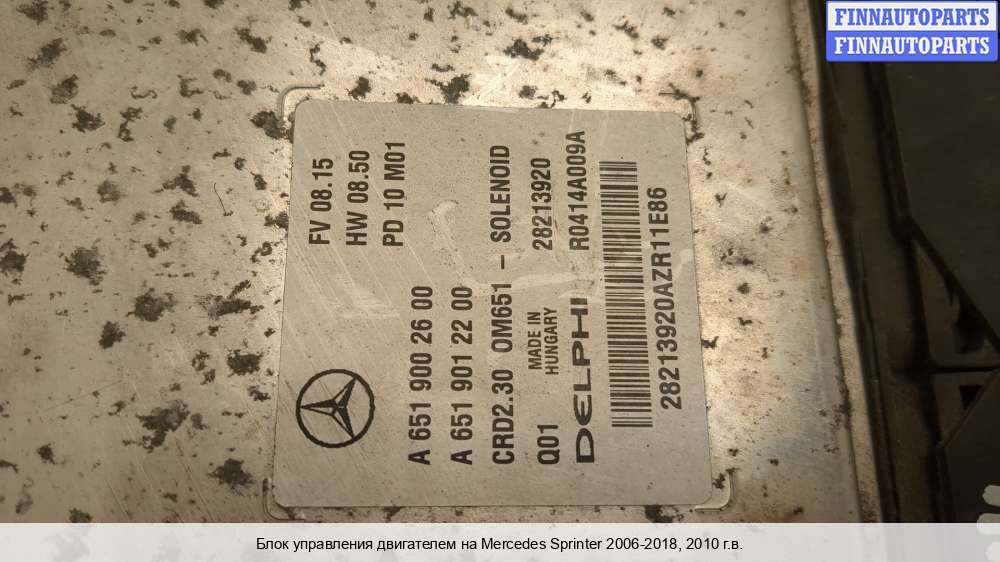 FINNAUTOPARTS
FINNAUTOPARTS
FV 08.15
HW 08.50
PD 10 M01
A 651 900 26 00
A 651 901 22 00
CRD2.30 OM651 – SOLENOID
Q01 MADE IN HUNGARY 28213920
DELPHI R0414A009A
28213920AZR11E86
Блок управления двигателем на Mercedes Sprinter 2006-2018, 2010 г.в.